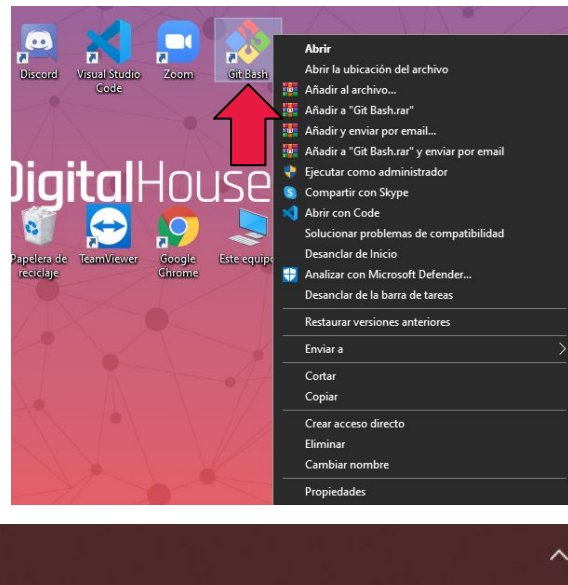 Discord
Visual Studio
Code
Zoom
Git Bash
DigitalHouse
Papelera de
reciclaje
TeamViewer
Google
Chrome
Este equipo
Abrir
Abrir la ubicación del archivo
Añadir al archivo...
Añadir a "Git Bash.rar"
Añadir y enviar por email...
Añadir a "Git Bash.rar" y enviar por email
Ejecutar como administrador
Compartir con Skype
Abrir con Code
Solucionar problemas de compatibilidad
Desanclar de Inicio
Analizar con Microsoft Defender...
Desanclar de la barra de tareas
Restaurar versiones anteriores
Enviar a
Cortar
Copiar
Crear acceso directo
Eliminar
Cambiar nombre
Propiedades